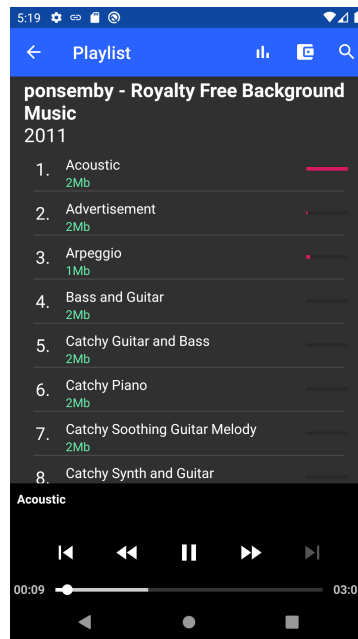 5:19
Playlist
ponsemby - Royalty Free Background
Music
2011
1. Acoustic
2Mb
2. Advertisement
2Mb
3. Arpeggio
1Mb
4. Bass and Guitar
2Mb
5. Catchy Guitar and Bass
2Mb
6. Catchy Piano
2Mb
7. Catchy Soothing Guitar Melody
2Mb
8. Catchy Synth and Guitar
Acoustic
00:09